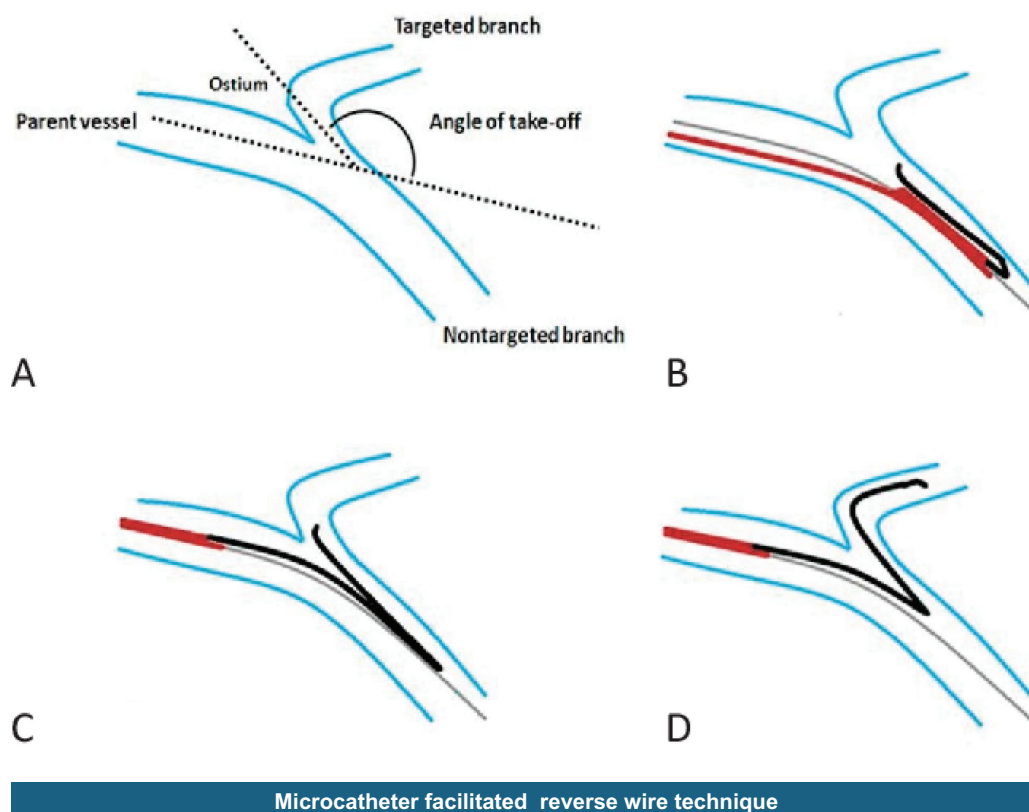 Targeted branch
Ostium
Parent vessel
Angle of take-off
Nontargeted branch
A
B
C
D
Microcatheter facilitated reverse wire technique